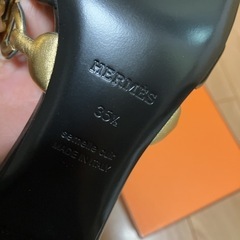 HERMES
35½
semelle cuir
MADE IN ITALY